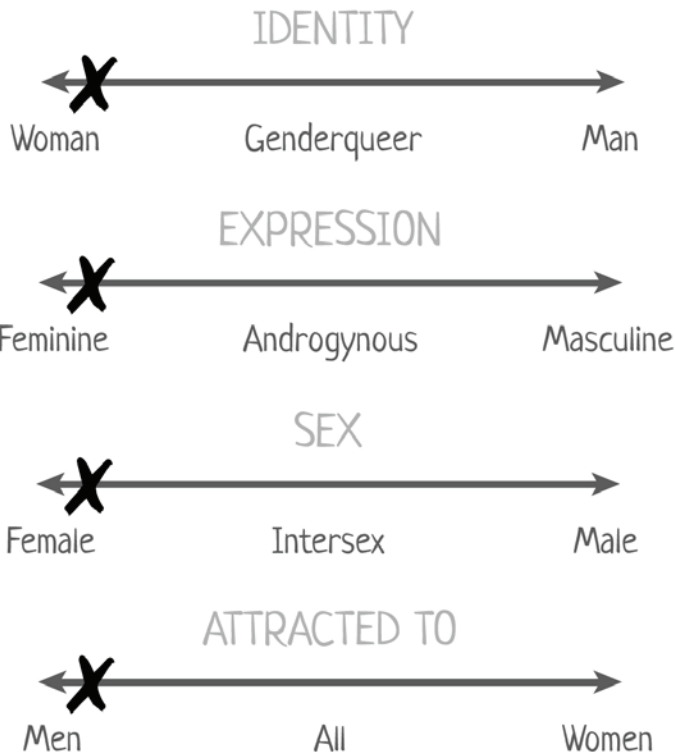 IDENTITY
Woman Genderqueer Man
EXPRESSION
Feminine Androgynous Masculine
SEX
Female Intersex Male
ATTRACTED TO
Men All Women